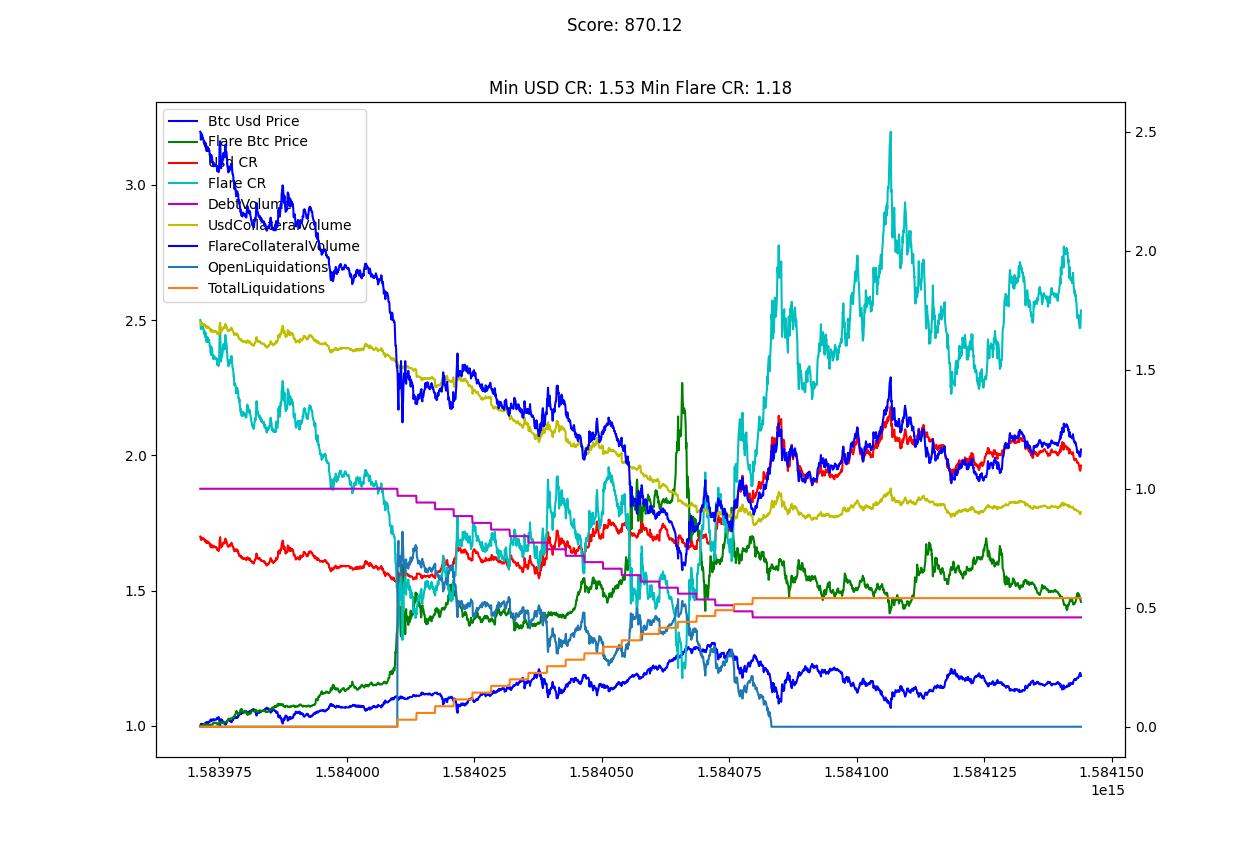 Score: 870.12
Min USD CR: 1.53 Min Flare CR: 1.18
Btc Usd Price
Flare Btc Price
Usd CR
Flare CR
DebtVolume
UsdCollateralVolume
FlareCollateralVolume
OpenLiquidations
TotalLiquidations
3.0
2.5
2.0
1.5
1.0
2.5
2.0
1.5
1.0
0.5
0.0
1.583975
1.584000
1.584025
1.584050
1.584075
1.584100
1.584125
1.584150
1e15